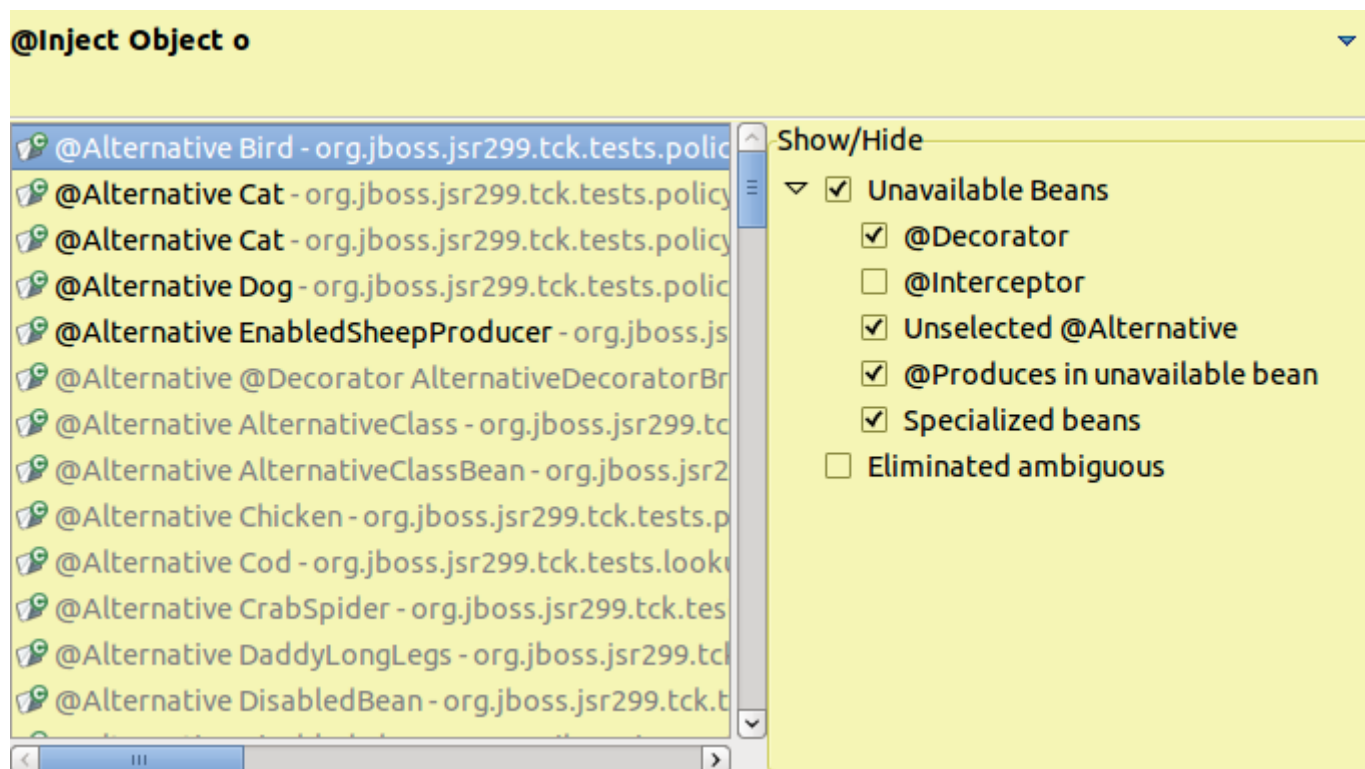 @Inject Object o
@Alternative Bird - org.jboss.jsr299.tck.tests.polic
@Alternative Cat - org.jboss.jsr299.tck.tests.policy
@Alternative Cat - org.jboss.jsr299.tck.tests.policy
@Alternative Dog - org.jboss.jsr299.tck.tests.polic
@Alternative EnabledSheepProducer - org.jboss.js
@Alternative @Decorator AlternativeDecoratorBr
@Alternative AlternativeClass - org.jboss.jsr299.tc
@Alternative AlternativeClassBean - org.jboss.jsr2
@Alternative Chicken - org.jboss.jsr299.tck.tests.p
@Alternative Cod - org.jboss.jsr299.tck.tests.look
@Alternative CrabSpider - org.jboss.jsr299.tck.tes
@Alternative DaddyLongLegs - org.jboss.jsr299.tc
@Alternative DisabledBean - org.jboss.jsr299.tck.t
Show/Hide
Unavailable Beans
@Decorator
@Interceptor
Unselected @Alternative
@Produces in unavailable bean
Specialized beans
Eliminated ambiguous